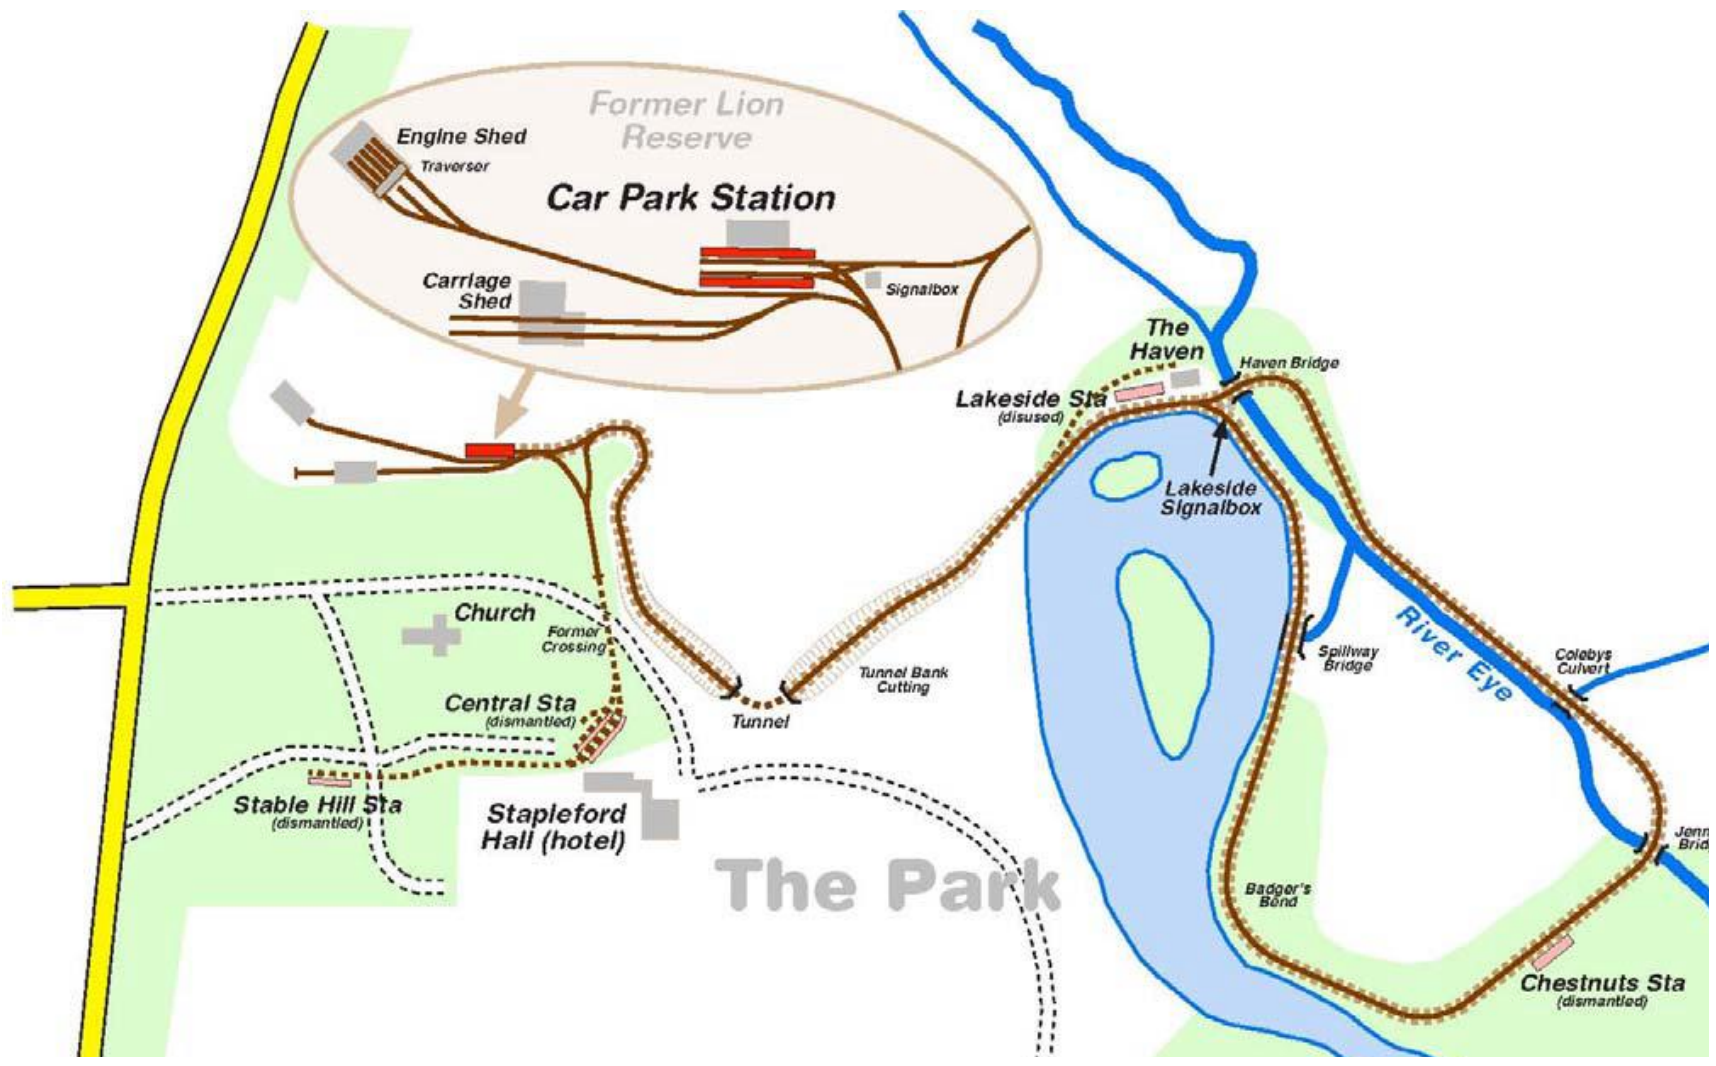 Former Lion
Reserve
Engine Shed
Traverser
Car Park Station
Carriage
Shed
Signalbox
The
Haven
Haven Bridge
Lakeside Sta
(disused)
Lakeside
Signalbox
Church
Former
Crossing
River Eye
Spillway
Bridge
Colebys
Culvert
Tunnel Bank
Cutting
Central Sta
(dismantled)
Tunnel
Stable Hill Sta
(dismantled)
Stapleford
Hall (hotel)
The Park
Badger's
Bend
Chestnuts Sta
(dismantled)